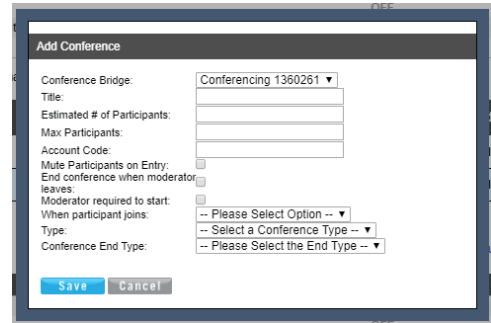 OFF
Add Conference
Conference Bridge: Conferencing 1360261
Title:
Estimated # of Participants:
Max Participants:
Account Code:
Mute Participants on Entry:
End conference when moderator
leaves:
Moderator required to start:
When participant joins: -- Please Select Option --
Type: -- Select a Conference Type --
Conference End Type: -- Please Select the End Type --
Save Cancel